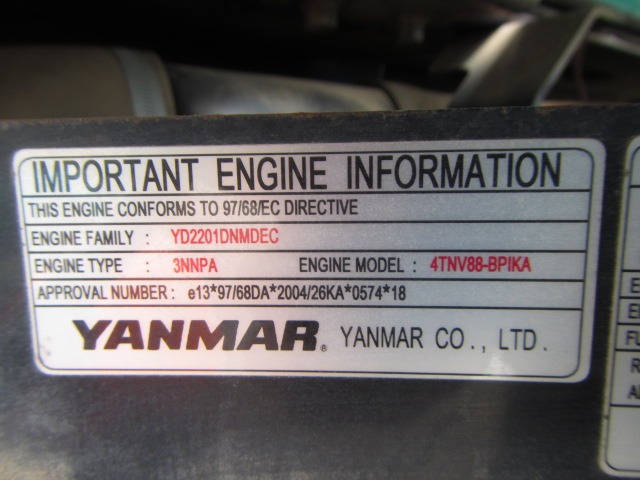 IMPORTANT ENGINE INFORMATION
THIS ENGINE CONFORMS TO 97/68/EC DIRECTIVE
ENGINE FAMILY : YD2201DNMDEC
ENGINE TYPE : 3NNPA ENGINE MODEL : 4TNV88-BPIKA
APPROVAL NUMBER : e13*97/68DA*2004/26KA*0574*18
YANMAR® YANMAR CO., LTD.